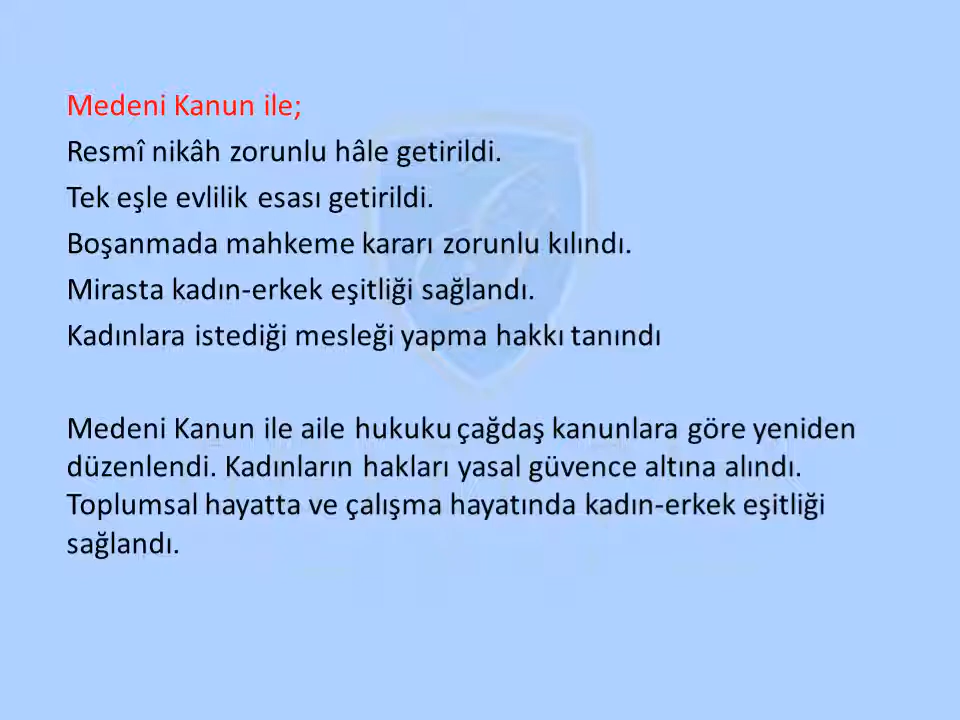 Medeni Kanun ile;
Resmî nikâh zorunlu hâle getirildi.
Tek eşle evlilik esası getirildi.
Boşanmada mahkeme kararı zorunlu kılındı.
Mirasta kadın-erkek eşitliği sağlandı.
Kadınlara istediği mesleği yapma hakkı tanındı
Medeni Kanun ile aile hukuku çağdaş kanunlara göre yeniden
düzenlendi. Kadınların hakları yasal güvence altına alındı.
Toplumsal hayatta ve çalışma hayatında kadın-erkek eşitliği
sağlandı.